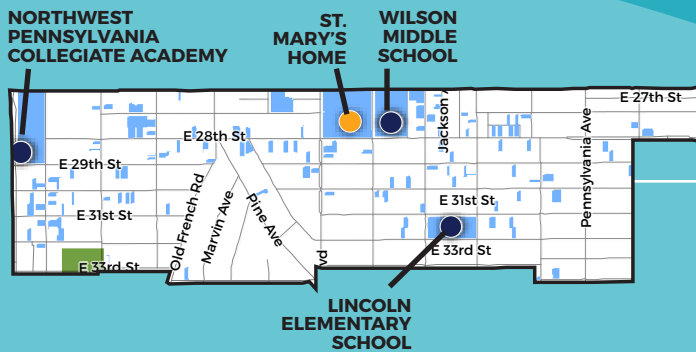 NORTHWEST
PENNSYLVANIA
COLLEGIATE ACADEMY
ST.
MARY'S
HOME
WILSON
MIDDLE
SCHOOL
E 27th St
E 28th St
Jackson
E 29th St
Pennsylvania Ave
E 31st St
E 31st St
Old French Rd
Marvin Ave
Pine Ave
E 33rd St
E 33rd St
LINCOLN
ELEMENTARY
SCHOOL